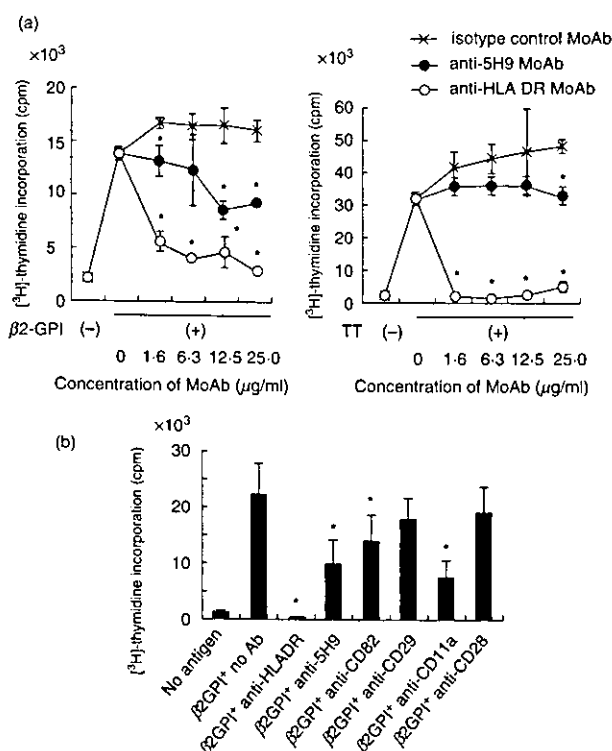 (a)
×10³
[³H]-thymidine incorporation (cpm)
20
15
10
5
0
β2-GPI (–) (+)
0 1·6 6·3 12·5 25·0
Concentration of MoAb (μg/ml)
isotype control MoAb
anti-5H9 MoAb
anti-HLA DR MoAb
×10³
[³H]-thymidine incorporation (cpm)
60
50
40
30
20
10
0
TT (–) (+)
0 1·6 6·3 12·5 25·0
Concentration of MoAb (μg/ml)
(b)
×10³
[³H]-thymidine incorporation (cpm)
30
20
10
0
No antigen
β2GPI⁺ no Ab
β2GPI⁺ anti-HLADR
β2GPI⁺ anti-5H9
β2GPI⁺ anti-CD82
β2GPI⁺ anti-CD29
β2GPI⁺ anti-CD11a
β2GPI⁺ anti-CD28